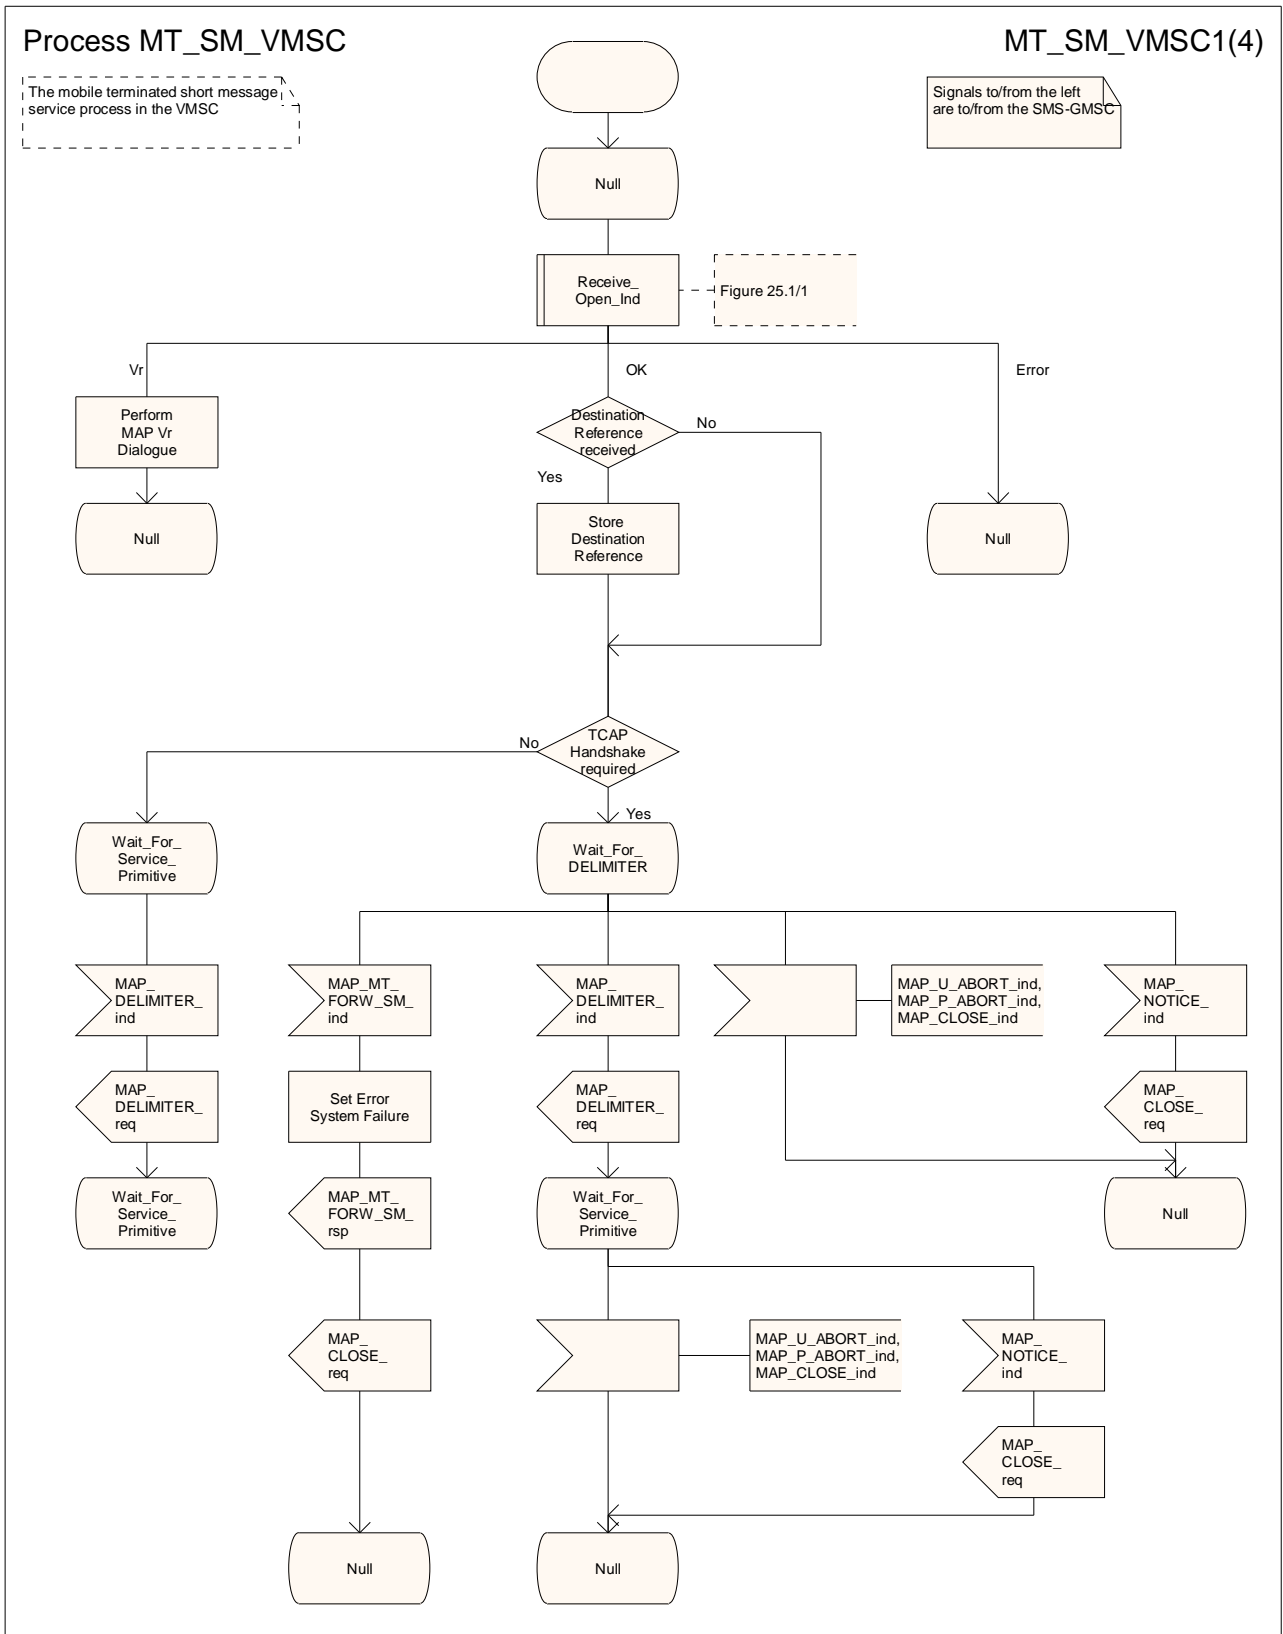 Process MT_SM_VMSC
MT_SM_VMSC1(4)
The mobile terminated short message
service process in the VMSC
Signals to/from the left
are to/from the SMS-GMSC
Null
Receive_
Open_Ind
Figure 25.1/1
Vr
OK
Error
Perform
MAP Vr
Dialogue
Destination
Reference
received
No
Yes
Null
Store
Destination
Reference
Null
TCAP
Handshake
required
No
Yes
Wait_For_
Service_
Primitive
Wait_For_
DELIMITER
MAP_
DELIMITER_
ind
MAP_MT_
FORW_SM_
ind
MAP_
DELIMITER_
ind
MAP_U_ABORT_ind,
MAP_P_ABORT_ind,
MAP_CLOSE_ind
MAP_
NOTICE_
ind
MAP_
DELIMITER_
req
Set Error
System Failure
MAP_
DELIMITER_
req
MAP_
CLOSE_
req
Wait_For_
Service_
Primitive
MAP_MT_
FORW_SM_
rsp
Wait_For_
Service_
Primitive
Null
MAP_
CLOSE_
req
MAP_U_ABORT_ind,
MAP_P_ABORT_ind,
MAP_CLOSE_ind
MAP_
NOTICE_
ind
MAP_
CLOSE_
req
Null
Null